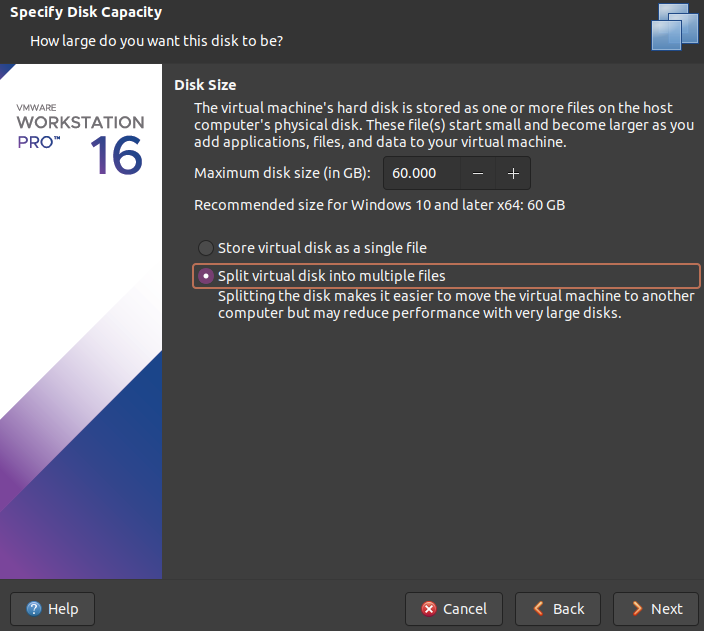 Specify Disk Capacity
How large do you want this disk to be?
VMWARE
WORKSTATION
PRO™ 16
Disk Size
The virtual machine's hard disk is stored as one or more files on the host
computer's physical disk. These file(s) start small and become larger as you
add applications, files, and data to your virtual machine.
Maximum disk size (in GB): 60.000 − +
Recommended size for Windows 10 and later x64: 60 GB
Store virtual disk as a single file
Split virtual disk into multiple files
Splitting the disk makes it easier to move the virtual machine to another
computer but may reduce performance with very large disks.
? Help Cancel Back Next